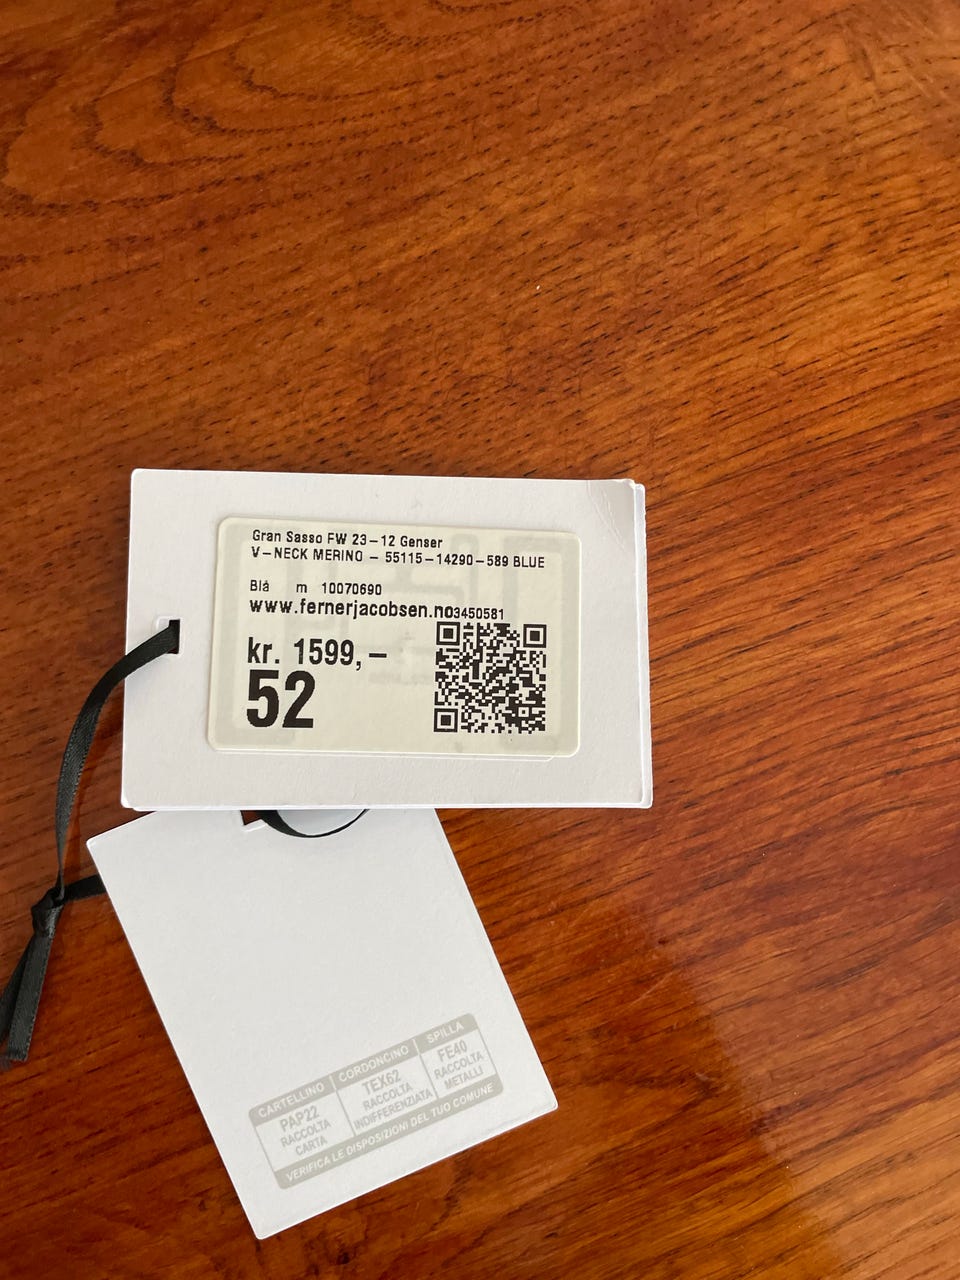 Gran Sasso FW 23-12 Genser
V-NECK MERINO - 55115-14290-589 BLUE
Blå m 10070690
www.fernerjacobsen.no3450581
kr. 1599,-
52
CARTELLINO CORDONCINO SPILLA
PAP22 TEX62 FE40
RACCOLTA RACCOLTA RACCOLTA
CARTA INDIFFERENZIATA METALLI
VERIFICA LE DISPOSIZIONI DEL TUO COMUNE